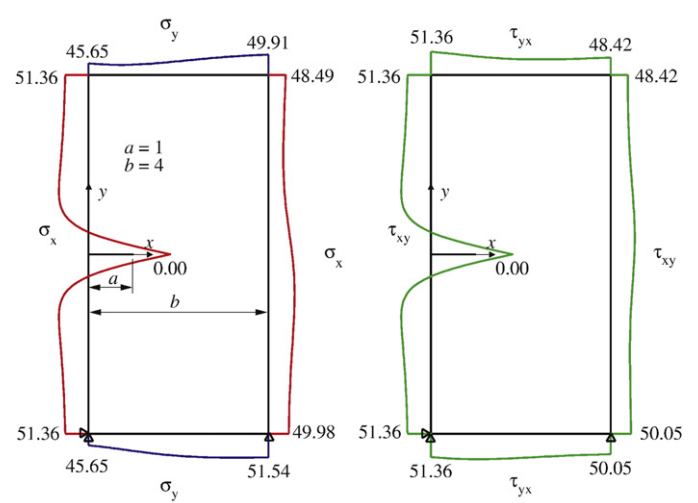 σy
45.65
49.91
51.36
48.49
a = 1
b = 4
y
σx
x
0.00
a
σx
b
51.36
49.98
45.65
51.54
σy
51.36
τyx
48.42
51.36
48.42
y
τxy
x
0.00
τxy
51.36
50.05
51.36
50.05
τyx